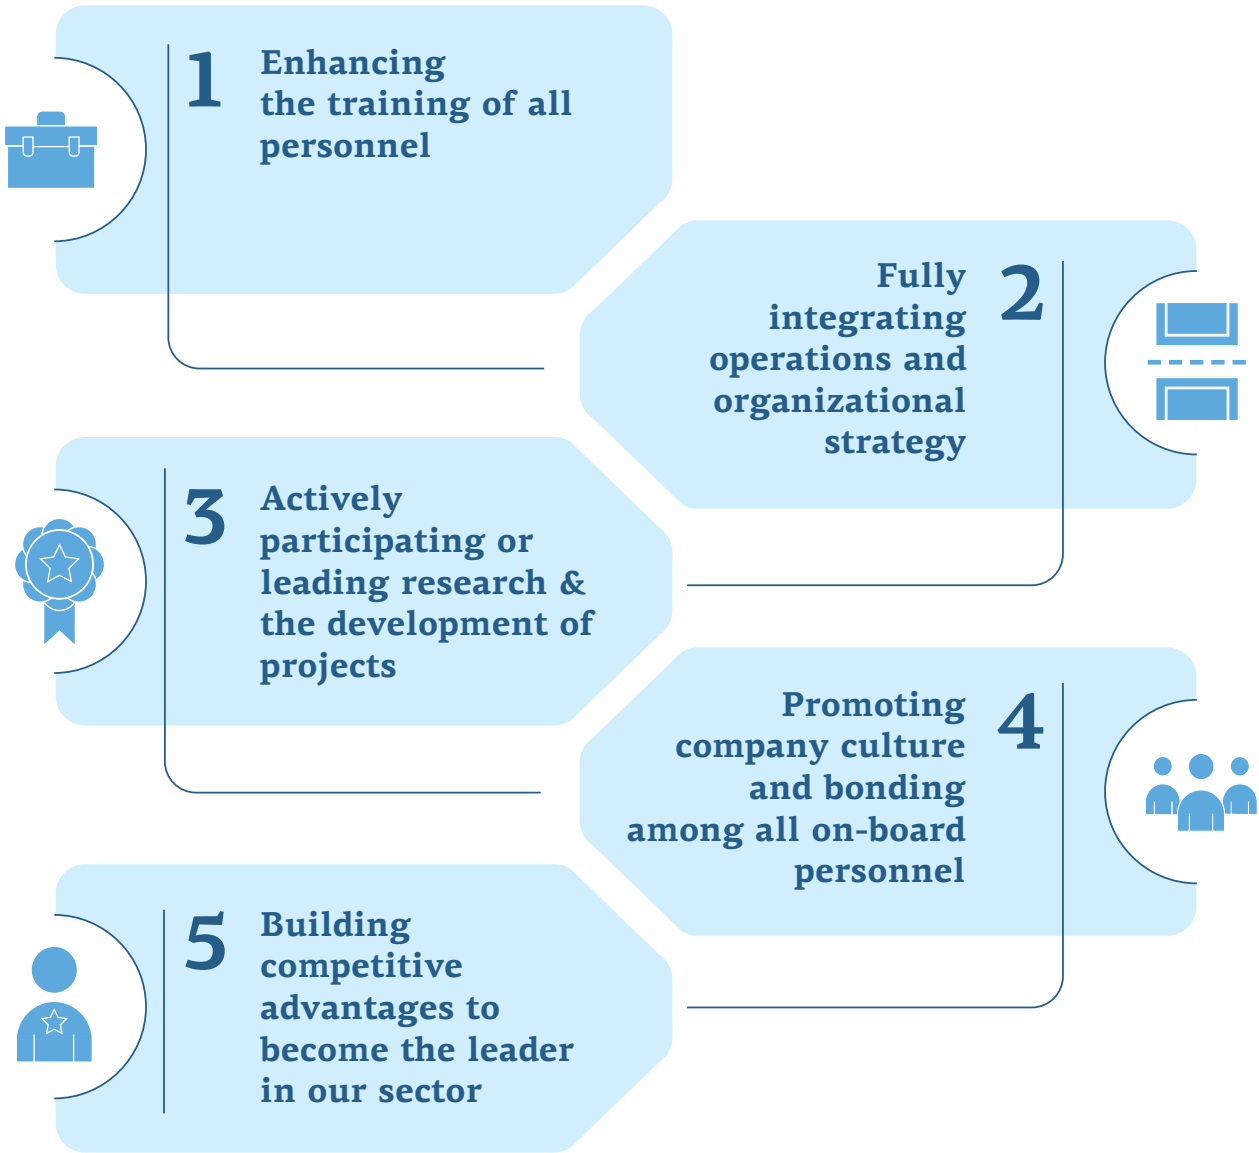 1
Enhancing
the training of all
personnel
2
Fully
integrating
operations and
organizational
strategy
3
Actively
participating or
leading research &
the development of
projects
4
Promoting
company culture
and bonding
among all on-board
personnel
5
Building
competitive
advantages to
become the leader
in our sector